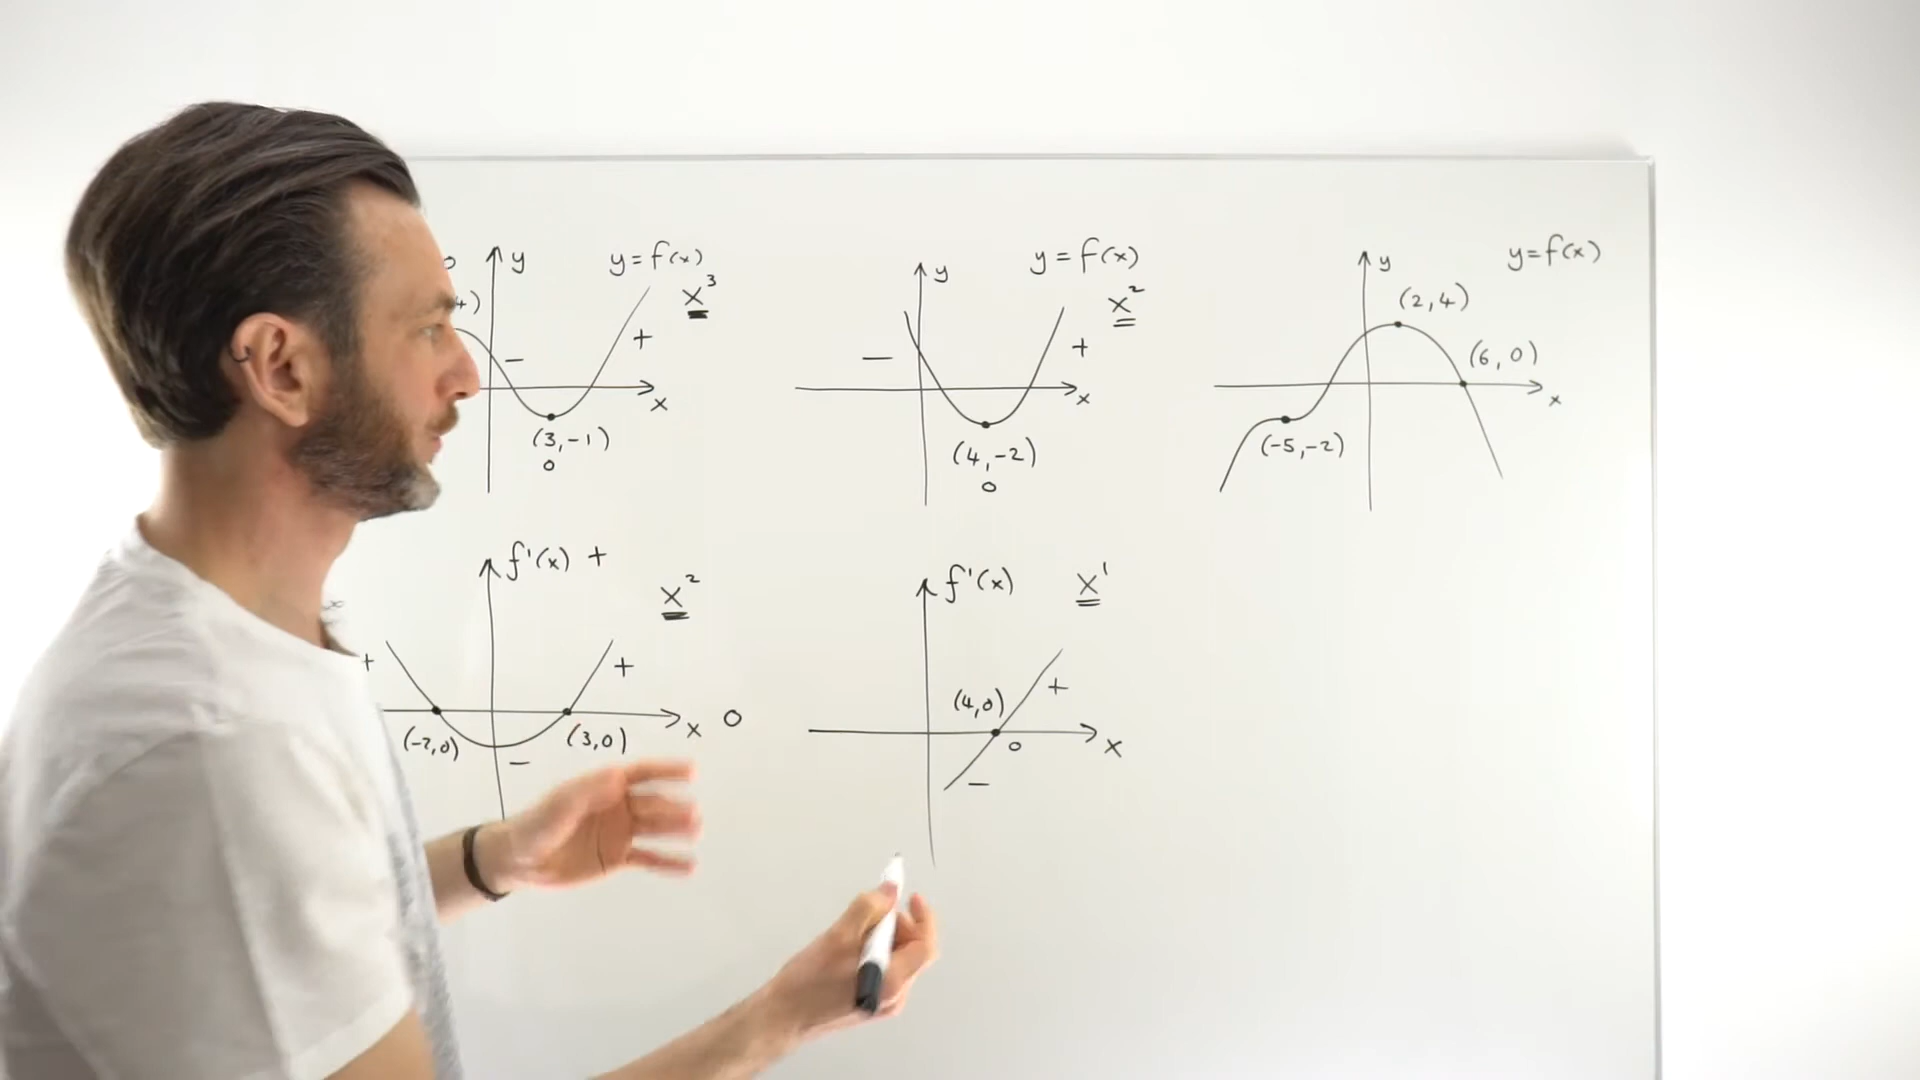 y
y=f(x)
x³
4)
−
+
x
(3,-1)
0
y
y=f(x)
x²
−
+
x
(4,-2)
0
y
y=f(x)
(2,4)
(6,0)
x
(-5,-2)
f'(x) +
x²
+
+
(-2,0)
(3,0)
x 0
−
f'(x)
x¹
(4,0)
+
0
x
−